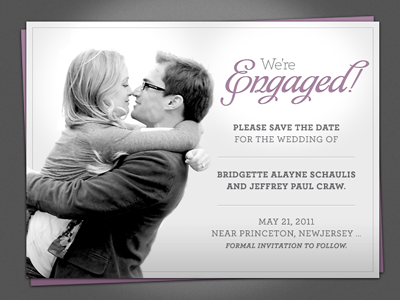 We're
Engaged!
PLEASE SAVE THE DATE
FOR THE WEDDING OF
BRIDGETTE ALAYNE SCHAULIS
AND JEFFREY PAUL CRAW.
MAY 21, 2011
NEAR PRINCETON, NEWJERSEY ...
FORMAL INVITATION TO FOLLOW.